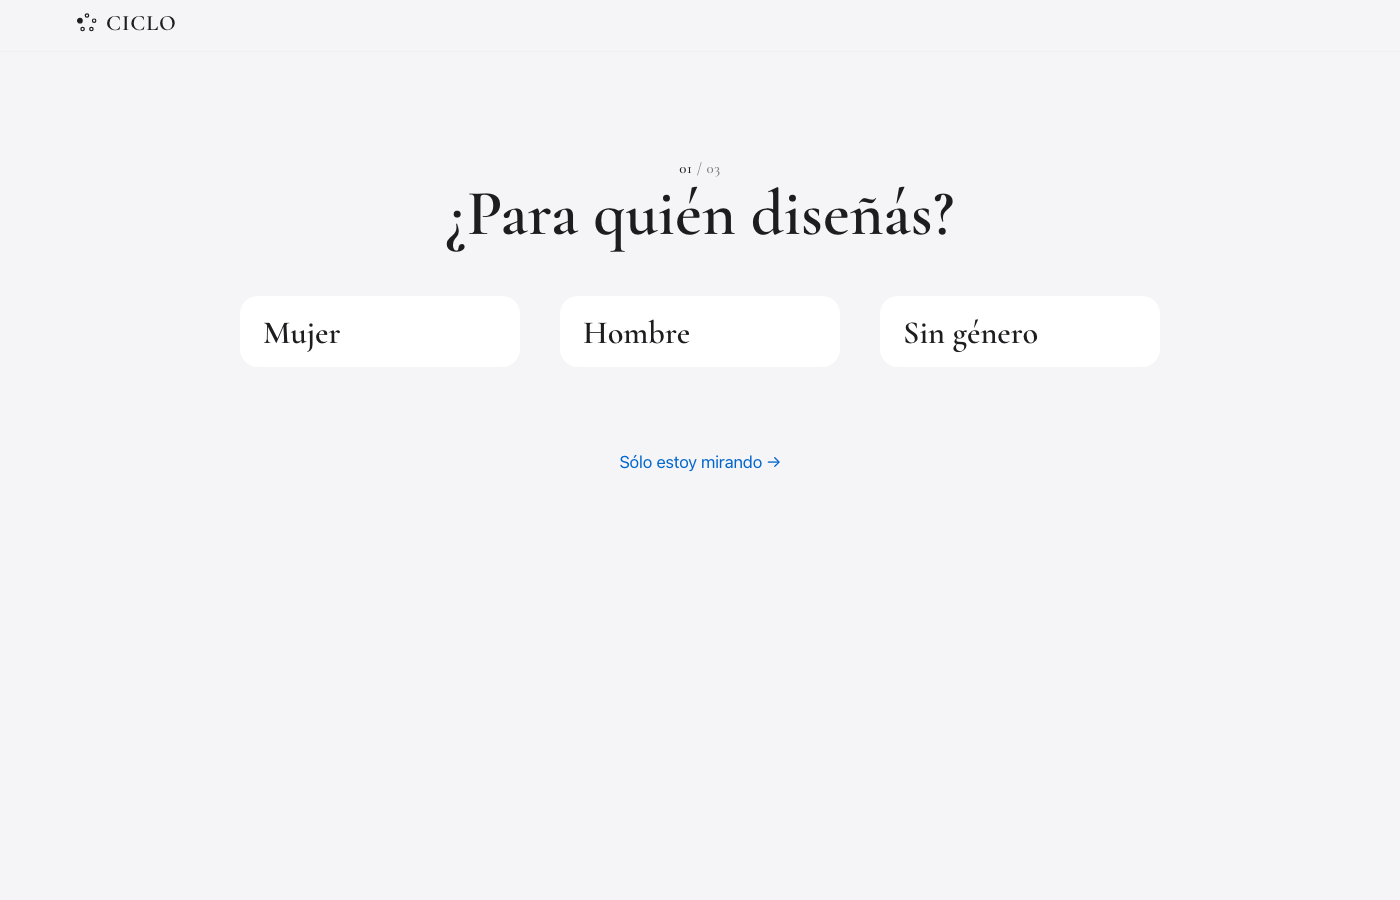 CICLO
01 / 03
¿Para quién diseñás?
Mujer
Hombre
Sin género
Sólo estoy mirando →